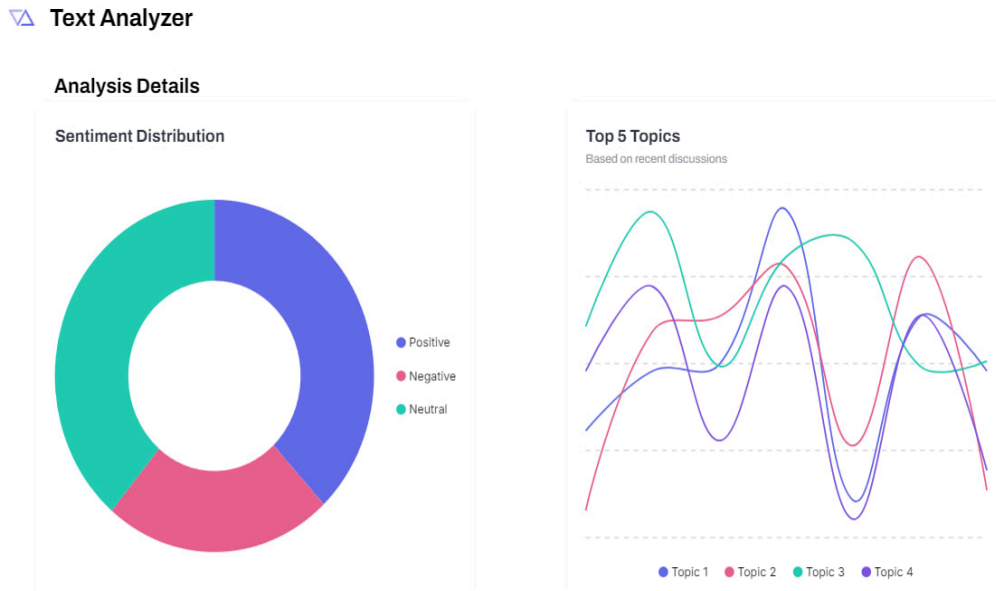 Text Analyzer
Analysis Details
Sentiment Distribution
Positive
Negative
Neutral
Top 5 Topics
Based on recent discussions
Topic 1 Topic 2 Topic 3 Topic 4